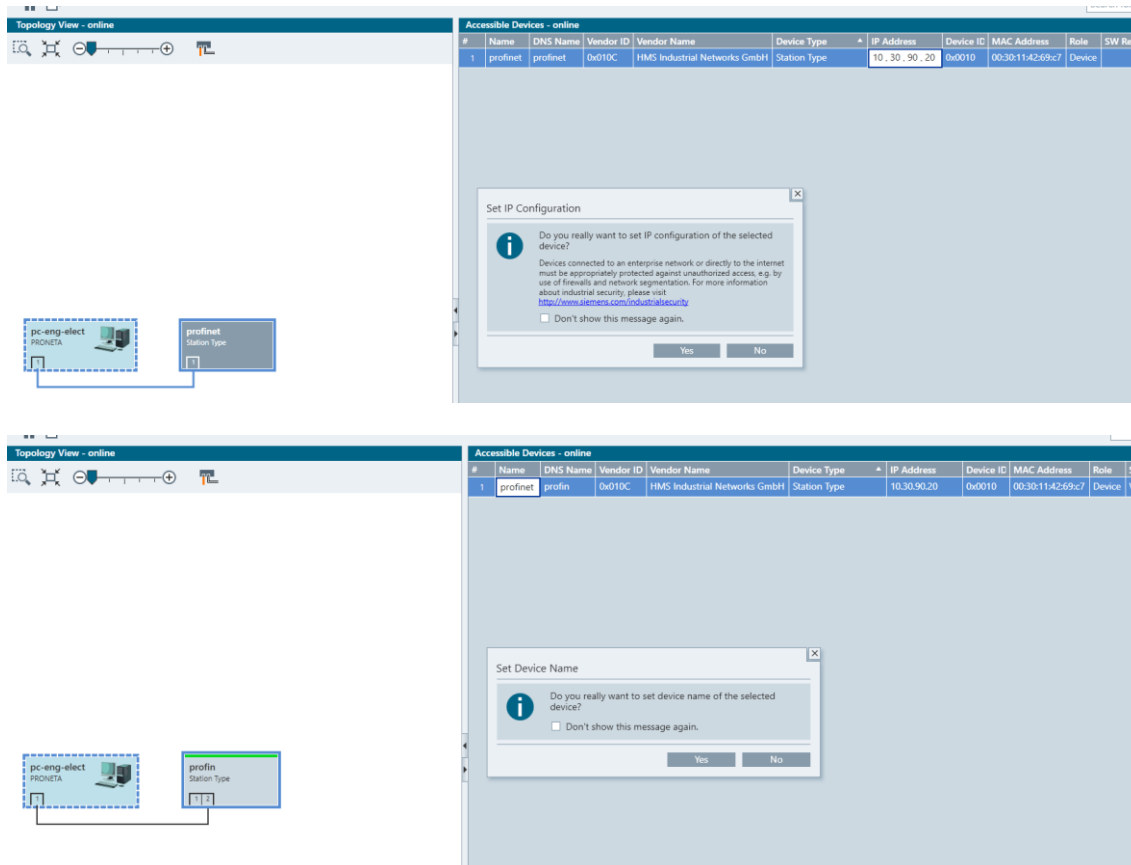 Topology View - online
Accessible Devices - online
# Name DNS Name Vendor ID Vendor Name Device Type IP Address Device ID MAC Address Role SW Re
1 profinet profinet 0x010C HMS Industrial Networks GmbH Station Type 10 . 30 . 90 . 20 0x0010 00:30:11:42:69:c7 Device
Set IP Configuration
Do you really want to set IP configuration of the selected
device?
Devices connected to an enterprise network or directly to the internet
must be appropriately protected against unauthorized access, e.g. by
use of firewalls and network segmentation. For more information
about industrial security, please visit
http://www.siemens.com/industrialsecurity
Don't show this message again.
Yes No
pc-eng-elect
PRONETA
1
profinet
Station Type
1
Topology View - online
Accessible Devices - online
# Name DNS Name Vendor ID Vendor Name Device Type IP Address Device ID MAC Address Role
1 profinet profin 0x010C HMS Industrial Networks GmbH Station Type 10.30.90.20 0x0010 00:30:11:42:69:c7 Device
Set Device Name
Do you really want to set device name of the selected
device?
Don't show this message again.
Yes No
pc-eng-elect
PRONETA
1
profin
Station Type
1 2